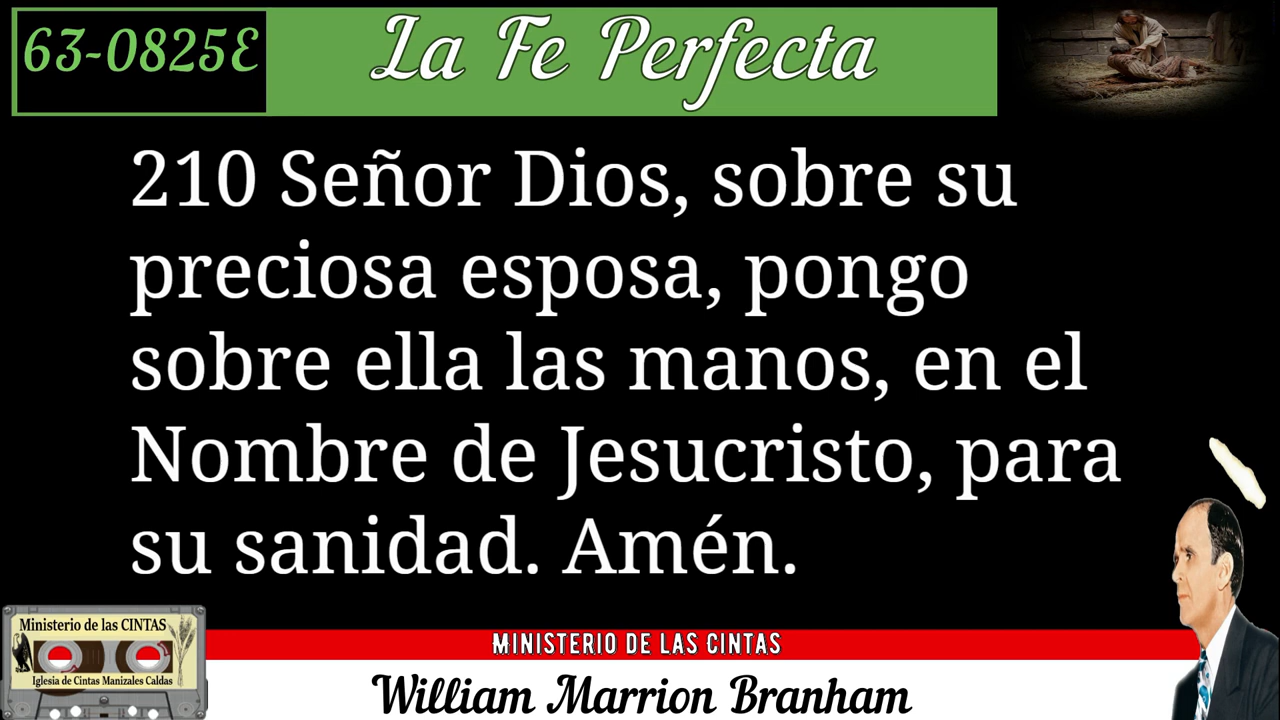 63-0825E
La Fe Perfecta
210 Señor Dios, sobre su
preciosa esposa, pongo
sobre ella las manos, en el
Nombre de Jesucristo, para
su sanidad. Amén.
Ministerio de las CINTAS
Iglesia de Cintas Manizales Caldas
MINISTERIO DE LAS CINTAS
William Marrion Branham